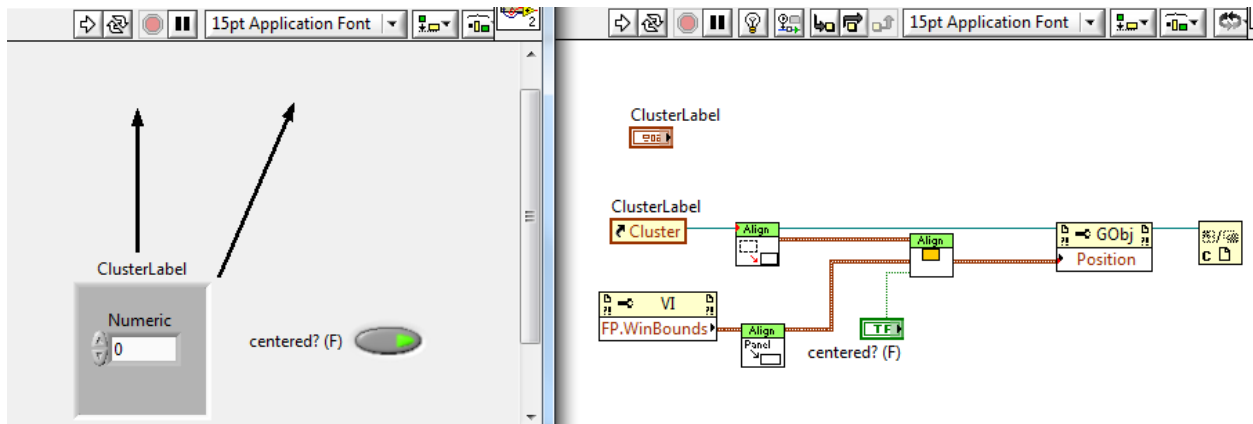 15pt Application Font
2
ClusterLabel
Numeric
0
centered? (F)
15pt Application Font
ClusterLabel
ClusterLabel
Cluster
Align
Align
GObj
Position
C
VI
FP.WinBounds
Align
Panel
TF
centered? (F)